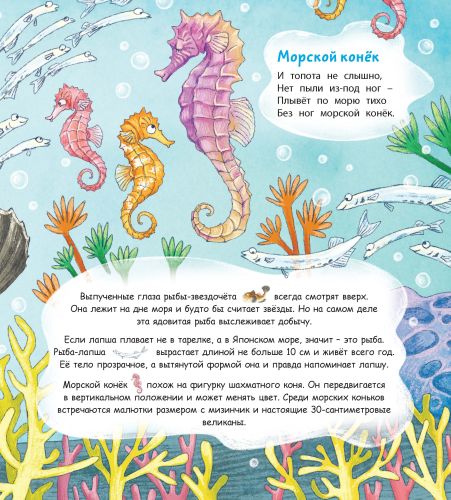 Морской конёк
И топота не слышно,
Нет пыли из-под ног –
Плывёт по морю тихо
Без ног морской конёк.
Выпученные глаза рыбы-звездочёта всегда смотрят вверх.
Она лежит на дне моря и будто бы считает звёзды. Но на самом деле
эта ядовитая рыба выслеживает добычу.
Если лапша плавает не в тарелке, а в Японском море, значит – это рыба.
Рыба-лапша вырастает длиной не больше 10 см и живёт всего год.
Её тело прозрачное, а вытянутой формой она и правда напоминает лапшу.
Морской конёк похож на фигурку шахматного коня. Он передвигается
в вертикальном положении и может менять цвет. Среди морских коньков
встречаются малютки размером с мизинчик и настоящие 30-сантиметровые
великаны.